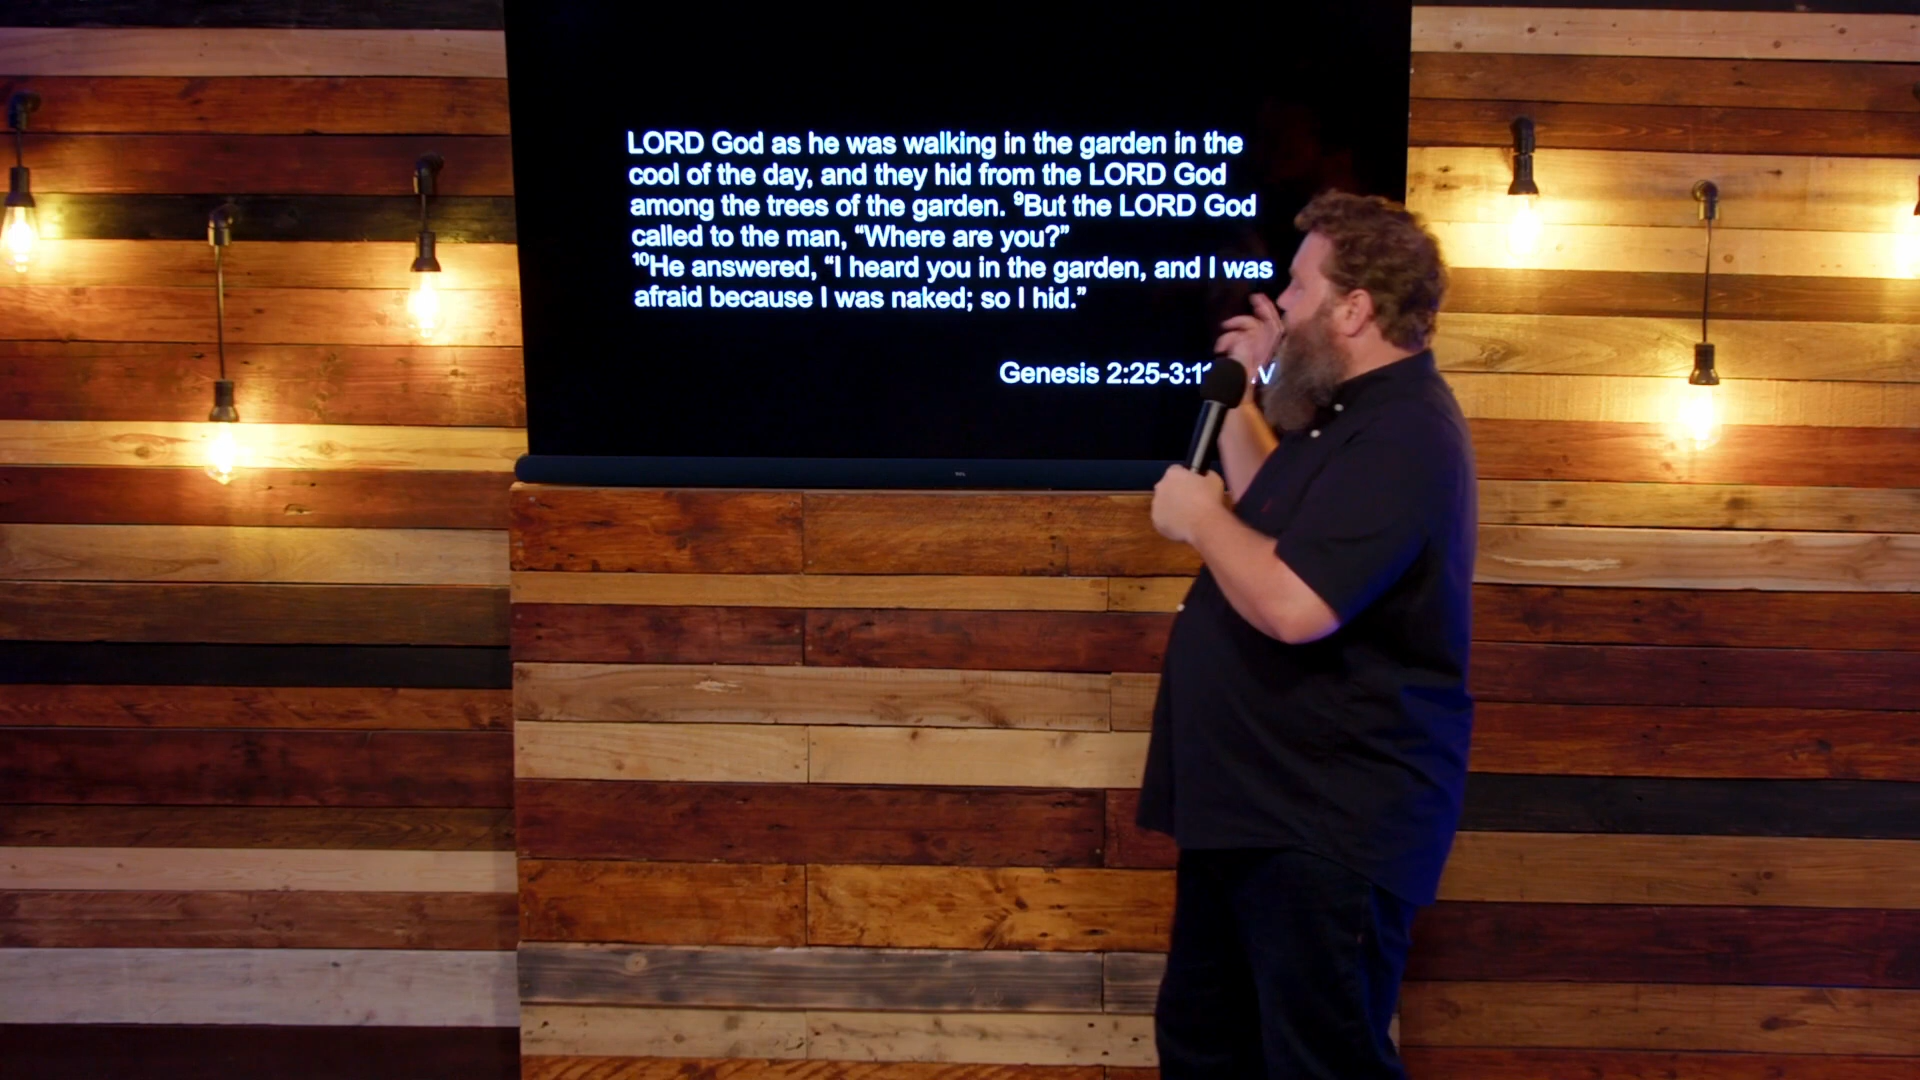 LORD God as he was walking in the garden in the
cool of the day, and they hid from the LORD God
among the trees of the garden. ⁹But the LORD God
called to the man, “Where are you?”
¹⁰He answered, “I heard you in the garden, and I was
afraid because I was naked; so I hid.”
Genesis 2:25-3:1
TCL